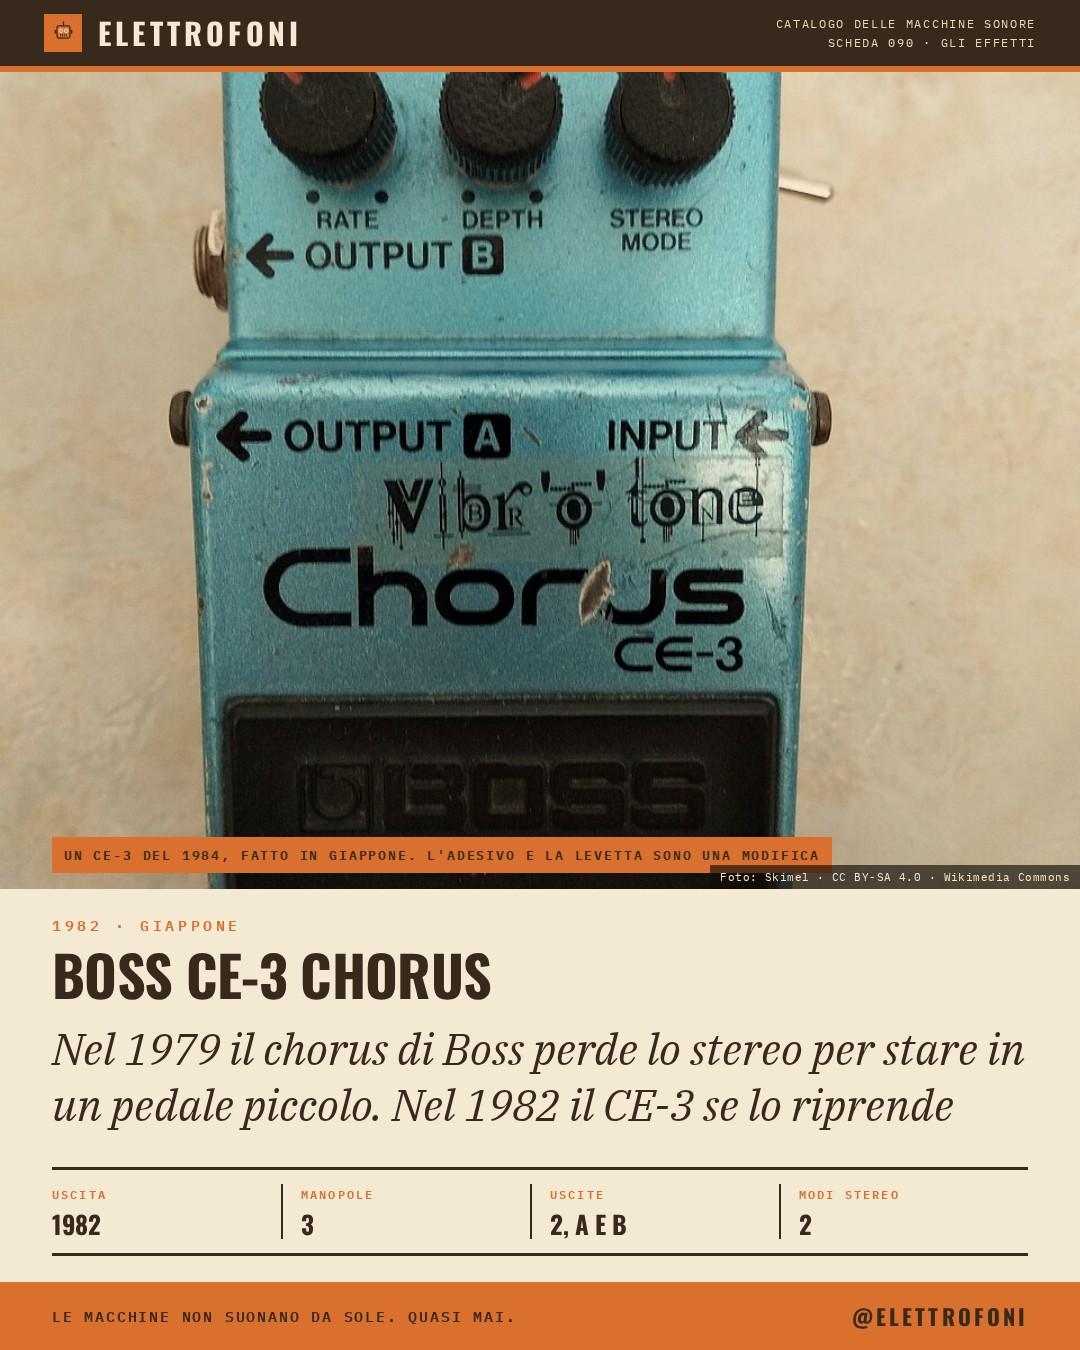 ELETTROFONI
CATALOGO DELLE MACCHINE SONORE
SCHEDA 090 · GLI EFFETTI
RATE
DEPTH
STEREO
MODE
OUTPUT B
OUTPUT A
INPUT
Vibr'o'tone
Chorus
CE-3
BOSS
UN CE-3 DEL 1984, FATTO IN GIAPPONE. L'ADESIVO E LA LEVETTA SONO UNA MODIFICA
Foto: Skimel · CC BY-SA 4.0 · Wikimedia Commons
1982 · GIAPPONE
BOSS CE-3 CHORUS
Nel 1979 il chorus di Boss perde lo stereo per stare in
un pedale piccolo. Nel 1982 il CE-3 se lo riprende
USCITA
1982
MANOPOLE
3
USCITE
2, A E B
MODI STEREO
2
LE MACCHINE NON SUONANO DA SOLE. QUASI MAI.
@ELETTROFONI